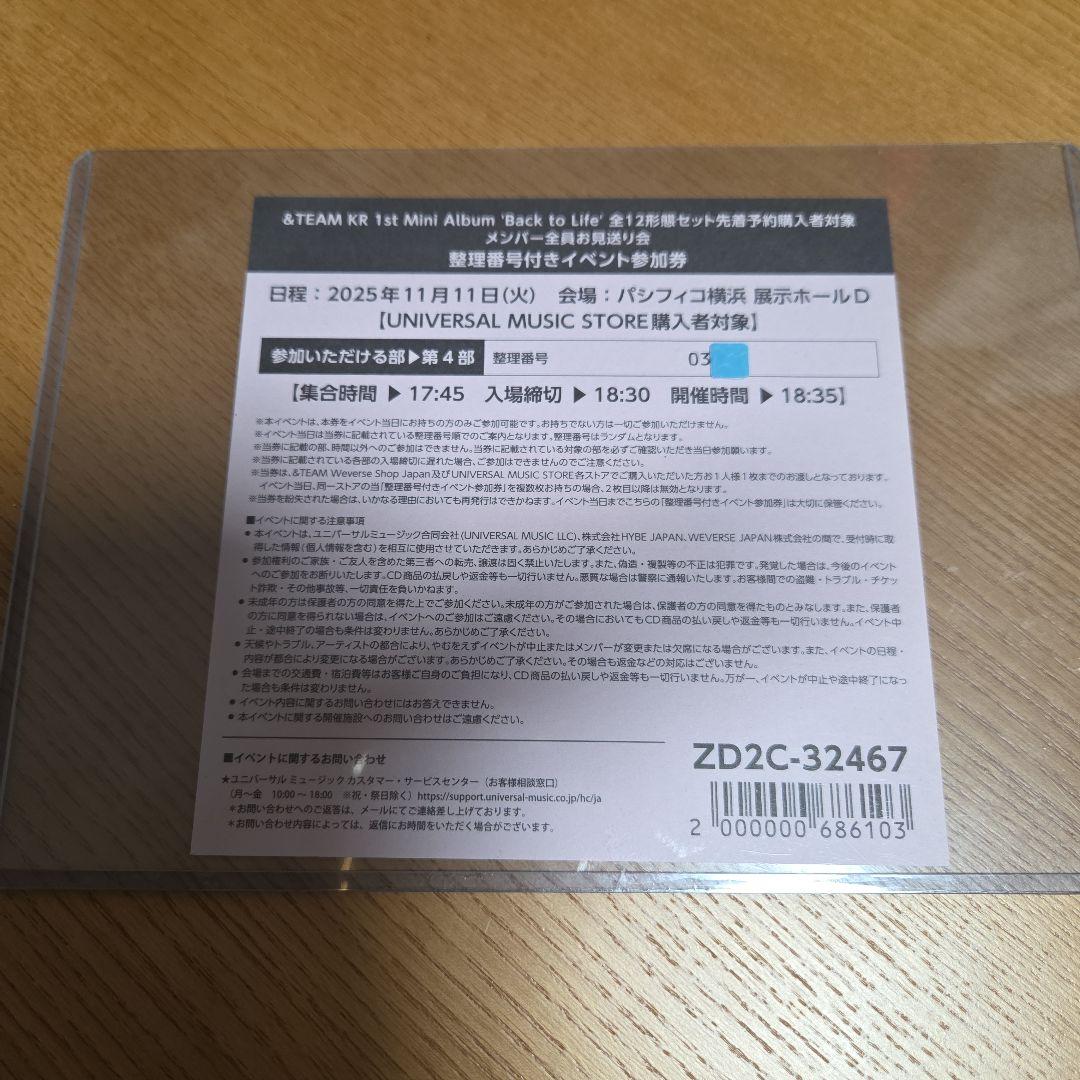 &TEAM KR 1st Mini Album 'Back to Life' 全12形態セット先着予約購入者対象
メンバー全員お見送り会
整理番号付きイベント参加券
日程：2025年11月11日(火)　会場：パシフィコ横浜 展示ホールD
【UNIVERSAL MUSIC STORE購入者対象】
参加いただける部▶第4部 整理番号 03
【集合時間 ▶ 17:45　入場締切 ▶ 18:30　開催時間 ▶ 18:35】
※本イベントは、本券をイベント当日にお持ちの方のみご参加可能です。お持ちでない方は一切ご参加いただけません。
※イベント当日は当券に記載されている整理番号順でのご案内となります。整理番号はランダムとなります。
※当券に記載の部、時間以外へのご参加はできません。当券に記載されている対象の部を必ずご確認いただき当日参加願います。
※当券に記載されている各部の入場締切に遅れた場合、ご参加はできませんのでご注意ください。
※当券は、&TEAM Weverse Shop Japan及びUNIVERSAL MUSIC STORE各ストアでご購入いただいた方お1人様1枚までのお渡しとなっております。
イベント当日、同一ストアの当「整理番号付きイベント参加券」を複数枚お持ちの場合、2枚目以降は無効となります。
※当券を紛失された場合は、いかなる理由においても再発行はできかねます。イベント当日までこちらの「整理番号付きイベント参加券」は大切に保管ください。
■イベントに関する注意事項
● 本イベントは、ユニバーサルミュージック合同会社(UNIVERSAL MUSIC LLC)、株式会社HYBE JAPAN、WEVERSE JAPAN株式会社の間で、受付時に取
得した情報(個人情報を含む)を相互に使用させていただきます。あらかじめご了承ください。
● 参加権利のご家族・ご友人を含めた第三者への転売、譲渡は固く禁止いたします。また、偽造・複製等の不正は犯罪です。発覚した場合は、今後のイベント
へのご参加をお断りいたします。CD商品の払戻しや返金等も一切行いません。悪質な場合は警察に通報いたします。お客様間での盗難・トラブル・チケッ
ト詐欺・その他事故等、一切責任を負いかねます。
● 未成年の方は保護者の方の同意を得た上でご参加ください。未成年の方がご参加された場合は、保護者の方の同意を得たものとみなします。また、保護者
の方に同意を得られない場合は、イベントへのご参加はご遠慮ください。その場合においてもCD商品の払い戻しや返金等も一切行いません。イベント中
止・途中終了の場合も条件は変わりません。あらかじめご了承ください。
● 天候やトラブル、アーティストの都合により、やむをえずイベントが中止またはメンバーが変更または欠席になる場合がございます。また、イベントの日程・
内容が都合により変更になる場合がございます。あらかじめご了承ください。その場合も返金などの対応はございません。
● 会場までの交通費・宿泊費等はお客様ご自身のご負担になり、CD商品の払い戻しや返金等も一切行いません。万が一、イベントが中止や途中終了になっ
た場合も条件は変わりません。
● イベント内容に関するお問い合わせにはお答えできません。
● 本イベントに関する開催施設へのお問い合わせはご遠慮ください。
■イベントに関するお問い合わせ
★ユニバーサル ミュージック カスタマー・サービスセンター（お客様相談窓口）
（月～金　10:00～18:00　※祝・祭日除く）https://support.universal-music.co.jp/hc/ja
＊お問い合わせへのご返答は、メールにてご連絡差し上げております。
＊お問い合わせ内容によっては、返信にお時間をいただく場合がございます。
ZD2C-32467
2 000000 686103